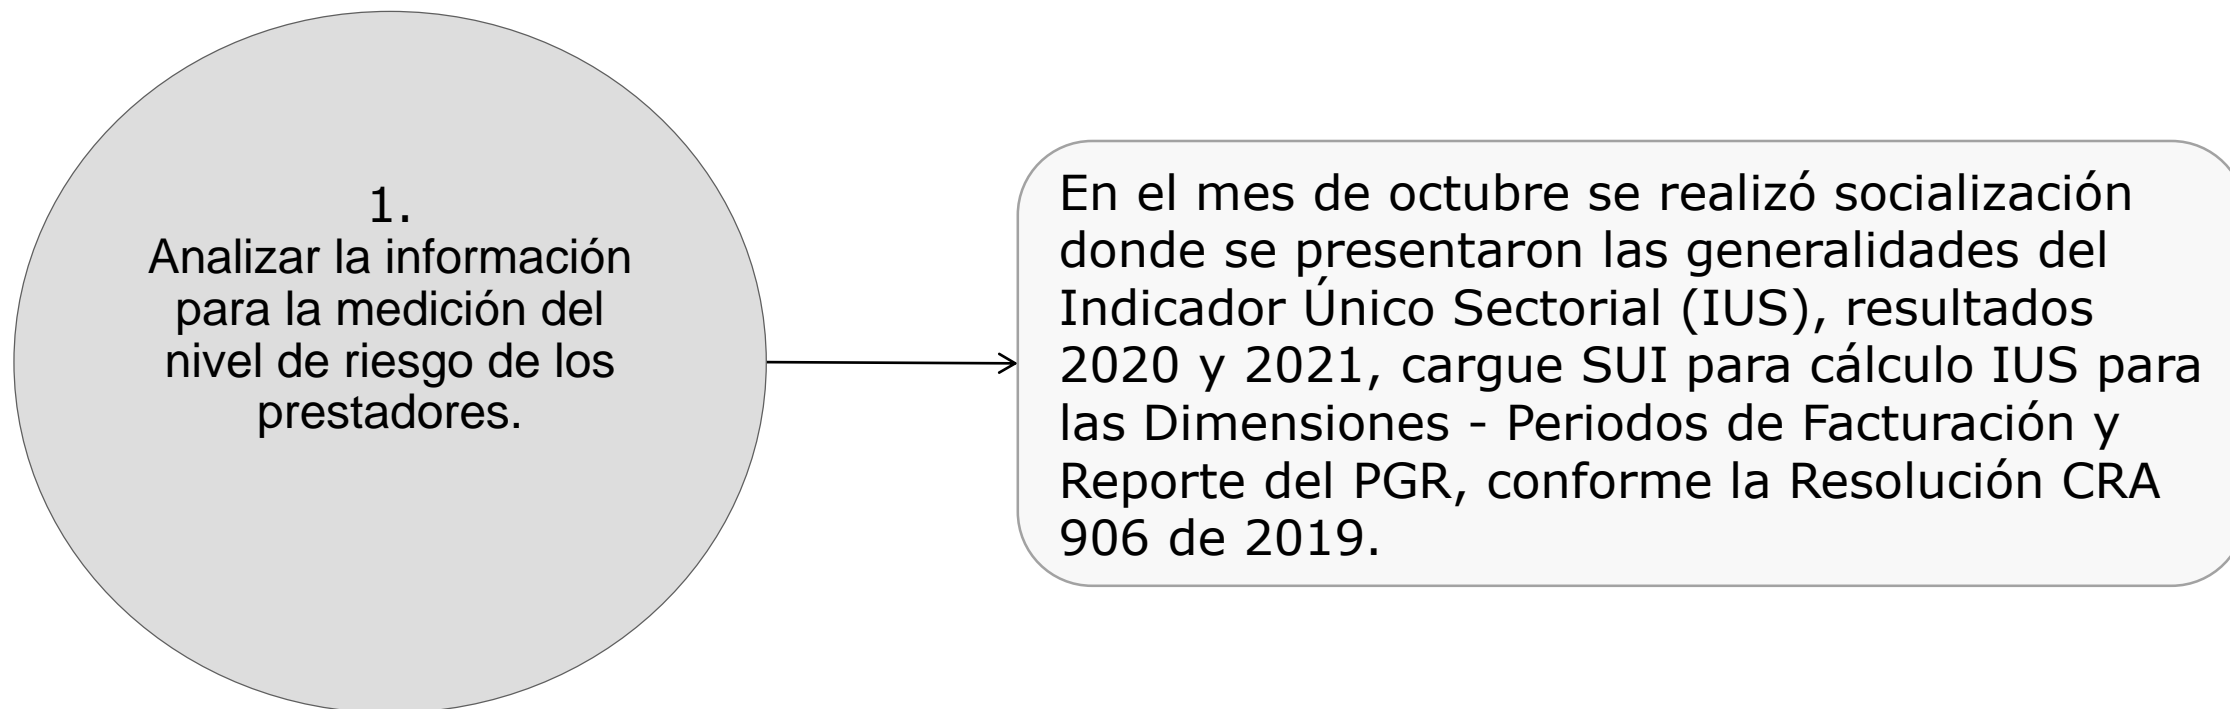 1.
Analizar la información
para la medición del
nivel de riesgo de los
prestadores.
En el mes de octubre se realizó socialización
donde se presentaron las generalidades del
Indicador Único Sectorial (IUS), resultados
2020 y 2021, cargue SUI para cálculo IUS para
las Dimensiones - Periodos de Facturación y
Reporte del PGR, conforme la Resolución CRA
906 de 2019.